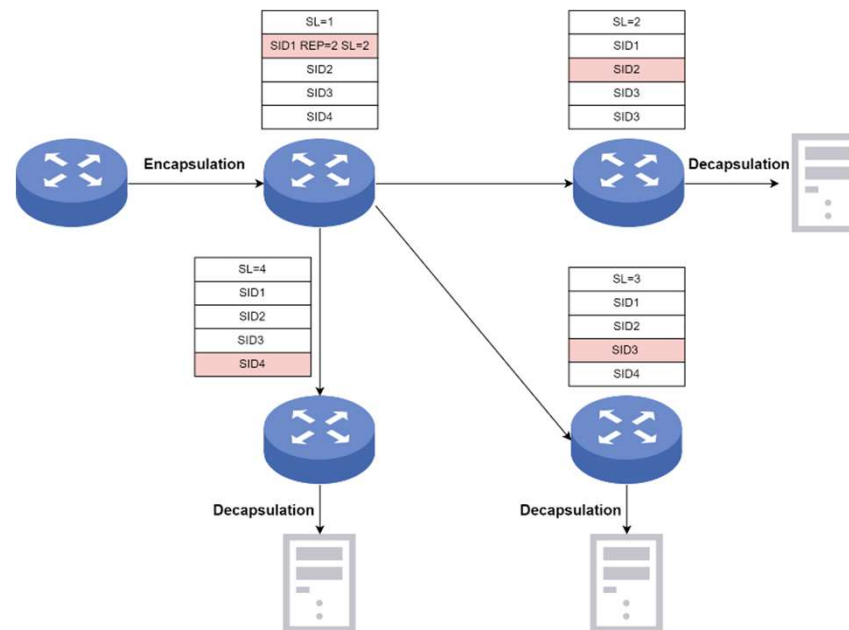 SL=1
SID1 REP=2 SL=2
SID2
SID3
SID4
SL=2
SID1
SID2
SID3
SID3
Encapsulation
Decapsulation
SL=4
SID1
SID2
SID3
SID4
SL=3
SID1
SID2
SID3
SID4
Decapsulation
Decapsulation